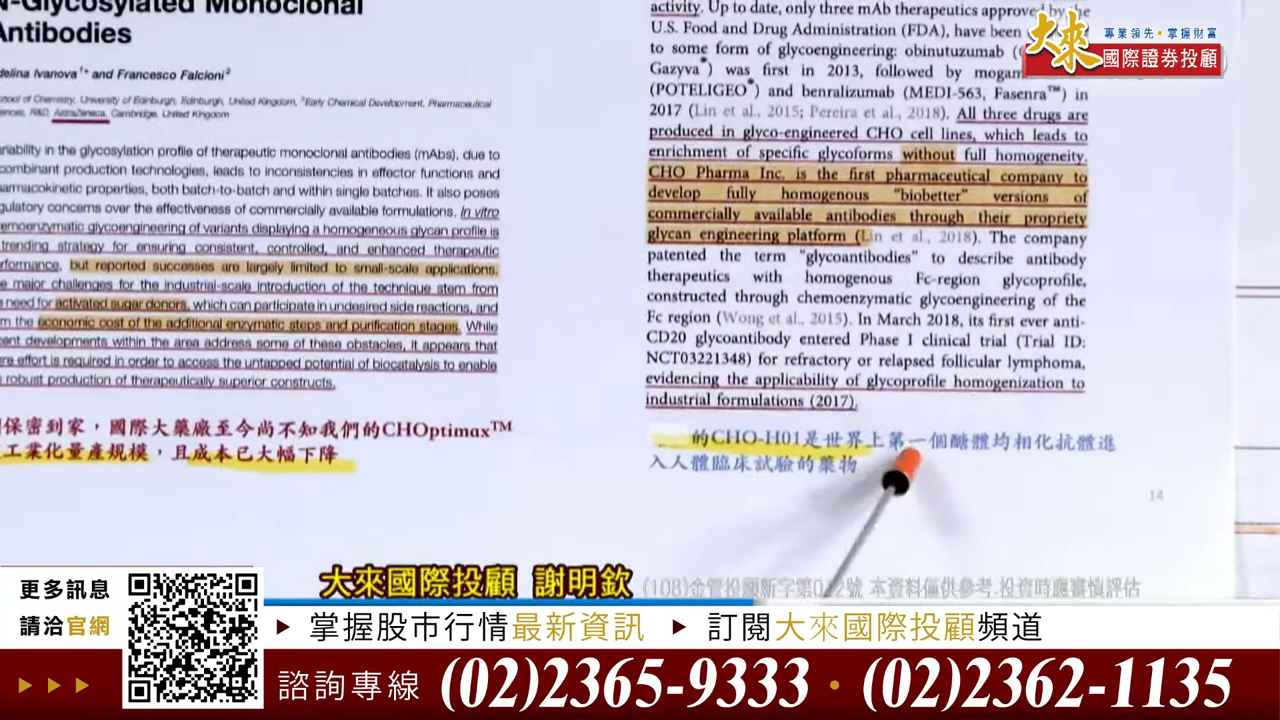 N-Glycosylated Monoclonal
Antibodies
delina Ivanova¹* and Francesco Falcioni²
hool of Chemistry, University of Edinburgh, Edinburgh, United Kingdom, ²Early Chemical Development, Pharmaceutical
ences, R&D, AstraZeneca, Cambridge, United Kingdom
ariability in the glycosylation profile of therapeutic monoclonal antibodies (mAbs), due to
combinant production technologies, leads to inconsistencies in effector functions and
armacokinetic properties, both batch-to-batch and within single batches. It also poses
gulatory concerns over the effectiveness of commercially available formulations. In vitro
emoenzymatic glycoengineering of variants displaying a homogeneous glycan profile is
trending strategy for ensuring consistent, controlled, and enhanced therapeutic
rformance, but reported successes are largely limited to small-scale applications.
e major challenges for the industrial-scale introduction of the technique stem from
need for activated sugar donors, which can participate in undesired side reactions, and
m the economic cost of the additional enzymatic steps and purification stages. While
ent developments within the area address some of these obstacles, it appears that
re effort is required in order to access the untapped potential of biocatalysis to enable
robust production of therapeutically superior constructs.
保密到家，國際大藥廠至今尚不知我們的CHOptimax™
工業化量產規模，且成本已大幅下降
activity. Up to date, only three mAb therapeutics approved by the
U.S. Food and Drug Administration (FDA), have been
to some form of glycoengineering: obinutuzumab (
Gazyva®) was first in 2013, followed by mogam
(POTELIGEO®) and benralizumab (MEDI-563, Fasenra™) in
2017 (Lin et al., 2015; Pereira et al., 2018). All three drugs are
produced in glyco-engineered CHO cell lines, which leads to
enrichment of specific glycoforms without full homogeneity.
CHO Pharma Inc. is the first pharmaceutical company to
develop fully homogenous "biobetter" versions of
commercially available antibodies through their propriety
glycan engineering platform (Lin et al., 2018). The company
patented the term "glycoantibodies" to describe antibody
therapeutics with homogenous Fc-region glycoprofile,
constructed through chemoenzymatic glycoengineering of the
Fc region (Wong et al., 2015). In March 2018, its first ever anti-
CD20 glycoantibody entered Phase I clinical trial (Trial ID:
NCT03221348) for refractory or relapsed follicular lymphoma,
evidencing the applicability of glycoprofile homogenization to
industrial formulations (2017).
的CHO-H01是世界上第一個醣體均相化抗體進
入人體臨床試驗的藥物
14
大來
專業領先•掌握財富
國際證券投顧
大來國際投顧 謝明欽
(108)金管投顧新字第0 2號 本資料僅供參考,投資時應審慎評估
更多訊息
請洽官網
掌握股市行情最新資訊 訂閱大來國際投顧頻道
諮詢專線 (02)2365-9333 · (02)2362-1135